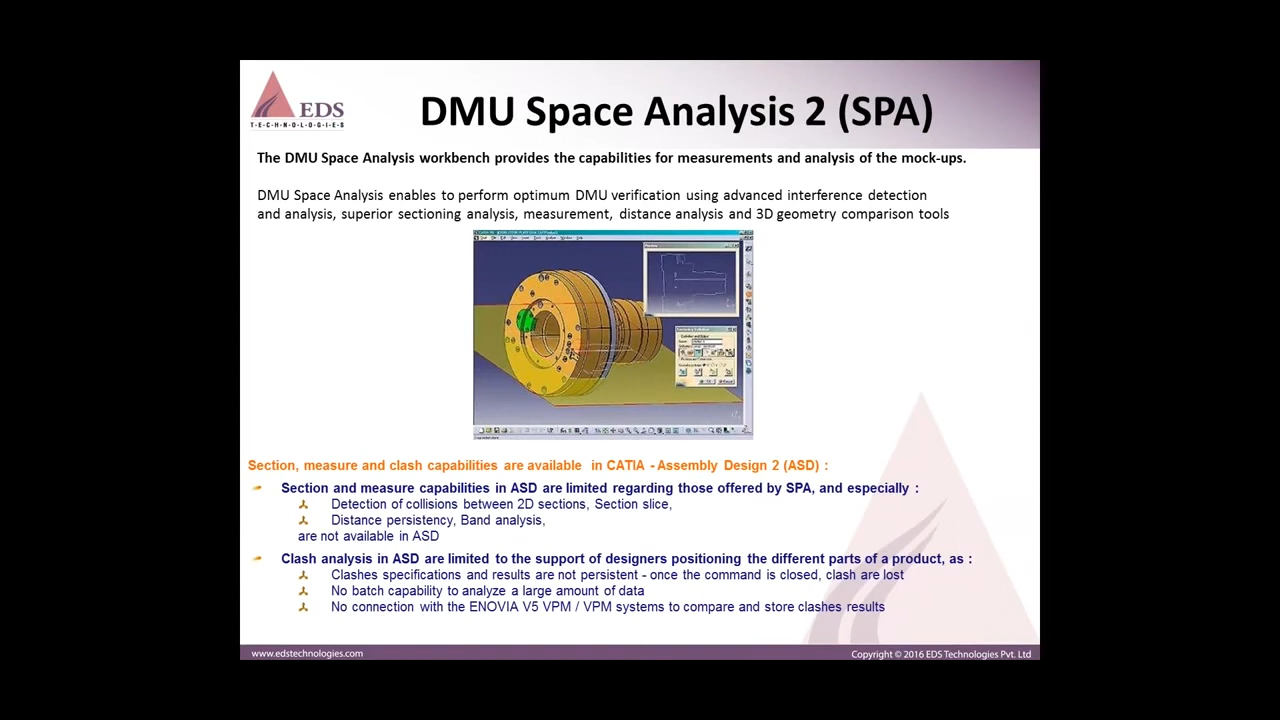 EDS
T·E·C·H·N·O·L·O·G·I·E·S
DMU Space Analysis 2 (SPA)
The DMU Space Analysis workbench provides the capabilities for measurements and analysis of the mock-ups.
DMU Space Analysis enables to perform optimum DMU verification using advanced interference detection
and analysis, superior sectioning analysis, measurement, distance analysis and 3D geometry comparison tools
Section, measure and clash capabilities are available in CATIA - Assembly Design 2 (ASD) :
Section and measure capabilities in ASD are limited regarding those offered by SPA, and especially :
Detection of collisions between 2D sections, Section slice,
Distance persistency, Band analysis,
are not available in ASD
Clash analysis in ASD are limited to the support of designers positioning the different parts of a product, as :
Clashes specifications and results are not persistent - once the command is closed, clash are lost
No batch capability to analyze a large amount of data
No connection with the ENOVIA V5 VPM / VPM systems to compare and store clashes results
www.edstechnologies.com
Copyright © 2016 EDS Technologies Pvt. Ltd